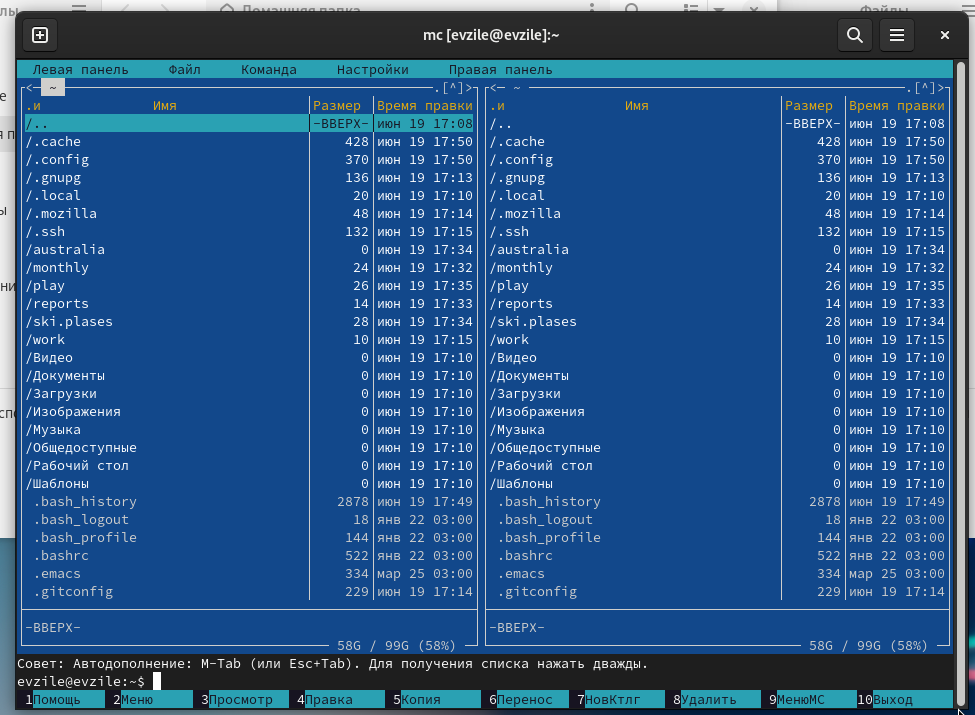 Домашняя папка
Файлы
mc [evzile@evzile]:~
Левая панель Файл Команда Настройки Правая панель
<─ ~ .[^]> <─ ~ .[^]>
.и Имя Размер Время правки .и Имя Размер Время правки
/.. -ВВЕРХ- июн 19 17:08 /.. -ВВЕРХ- июн 19 17:08
/.cache 428 июн 19 17:50 /.cache 428 июн 19 17:50
/.config 370 июн 19 17:50 /.config 370 июн 19 17:50
/.gnupg 136 июн 19 17:13 /.gnupg 136 июн 19 17:13
/.local 20 июн 19 17:10 /.local 20 июн 19 17:10
/.mozilla 48 июн 19 17:14 /.mozilla 48 июн 19 17:14
/.ssh 132 июн 19 17:15 /.ssh 132 июн 19 17:15
/australia 0 июн 19 17:34 /australia 0 июн 19 17:34
/monthly 24 июн 19 17:32 /monthly 24 июн 19 17:32
/play 26 июн 19 17:35 /play 26 июн 19 17:35
/reports 14 июн 19 17:33 /reports 14 июн 19 17:33
/ski.plases 28 июн 19 17:34 /ski.plases 28 июн 19 17:34
/work 10 июн 19 17:15 /work 10 июн 19 17:15
/Видео 0 июн 19 17:10 /Видео 0 июн 19 17:10
/Документы 0 июн 19 17:10 /Документы 0 июн 19 17:10
/Загрузки 0 июн 19 17:10 /Загрузки 0 июн 19 17:10
/Изображения 0 июн 19 17:10 /Изображения 0 июн 19 17:10
/Музыка 0 июн 19 17:10 /Музыка 0 июн 19 17:10
/Общедоступные 0 июн 19 17:10 /Общедоступные 0 июн 19 17:10
/Рабочий стол 0 июн 19 17:10 /Рабочий стол 0 июн 19 17:10
/Шаблоны 0 июн 19 17:10 /Шаблоны 0 июн 19 17:10
.bash_history 2878 июн 19 17:49 .bash_history 2878 июн 19 17:49
.bash_logout 18 янв 22 03:00 .bash_logout 18 янв 22 03:00
.bash_profile 144 янв 22 03:00 .bash_profile 144 янв 22 03:00
.bashrc 522 янв 22 03:00 .bashrc 522 янв 22 03:00
.emacs 334 мар 25 03:00 .emacs 334 мар 25 03:00
.gitconfig 229 июн 19 17:14 .gitconfig 229 июн 19 17:14
-ВВЕРХ- -ВВЕРХ-
58G / 99G (58%) 58G / 99G (58%)
Совет: Автодополнение: M-Tab (или Esc+Tab). Для получения списка нажать дважды.
evzile@evzile:~$
1Помощь 2Меню 3Просмотр 4Правка 5Копия 6Перенос 7НовКтлг 8Удалить 9МенюМС 10Выход